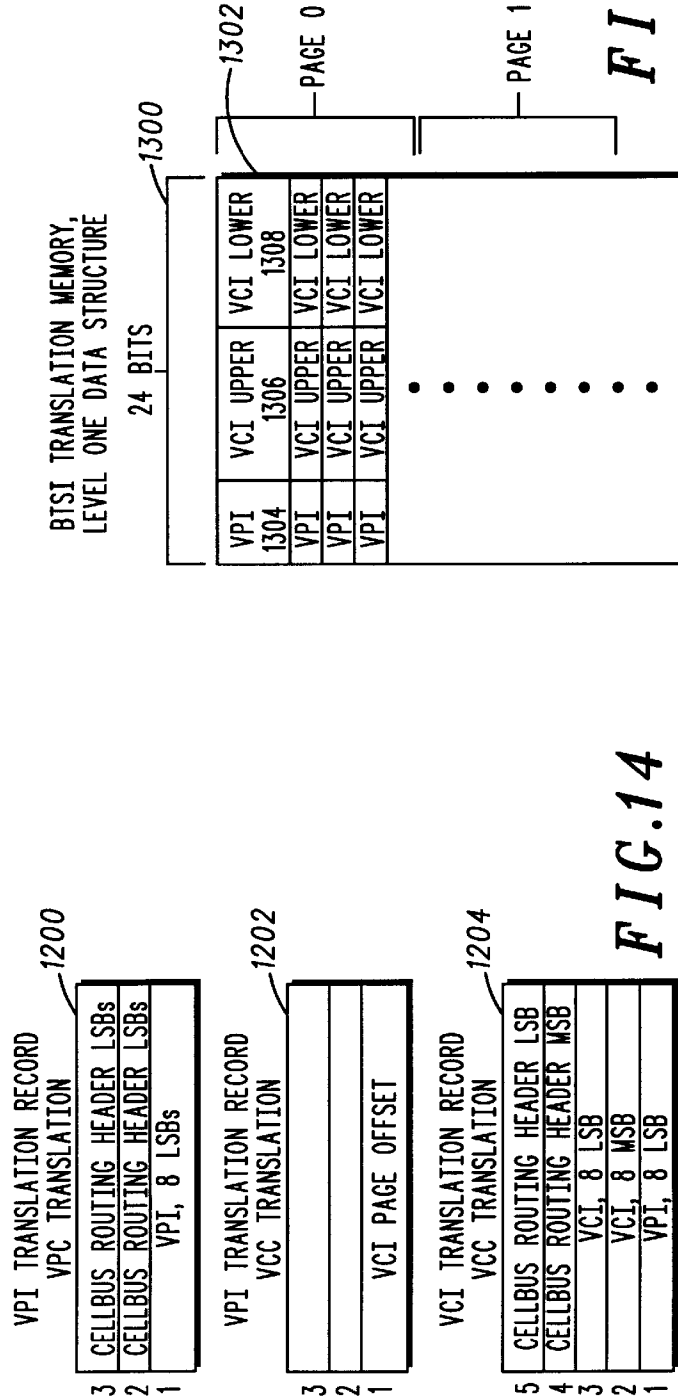 VPI TRANSLATION RECORD
VPC TRANSLATION
1200
3 CELLBUS ROUTING HEADER LSBs
2 CELLBUS ROUTING HEADER LSBs
1 VPI, 8 LSBs
VPI TRANSLATION RECORD
VCC TRANSLATION
1202
3
2
1 VCI PAGE OFFSET
VCI TRANSLATION RECORD
VCC TRANSLATION
1204
5 CELLBUS ROUTING HEADER LSB
4 CELLBUS ROUTING HEADER MSB
3 VCI, 8 LSB
2 VCI, 8 MSB
1 VPI, 8 LSB
FIG.14
BTSI TRANSLATION MEMORY,
LEVEL ONE DATA STRUCTURE
24 BITS
1300
1302
VPI VCI UPPER VCI LOWER
1304 1306 1308
VPI VCI UPPER VCI LOWER
VPI VCI UPPER VCI LOWER
VPI VCI UPPER VCI LOWER
PAGE 0
PAGE 1
FI